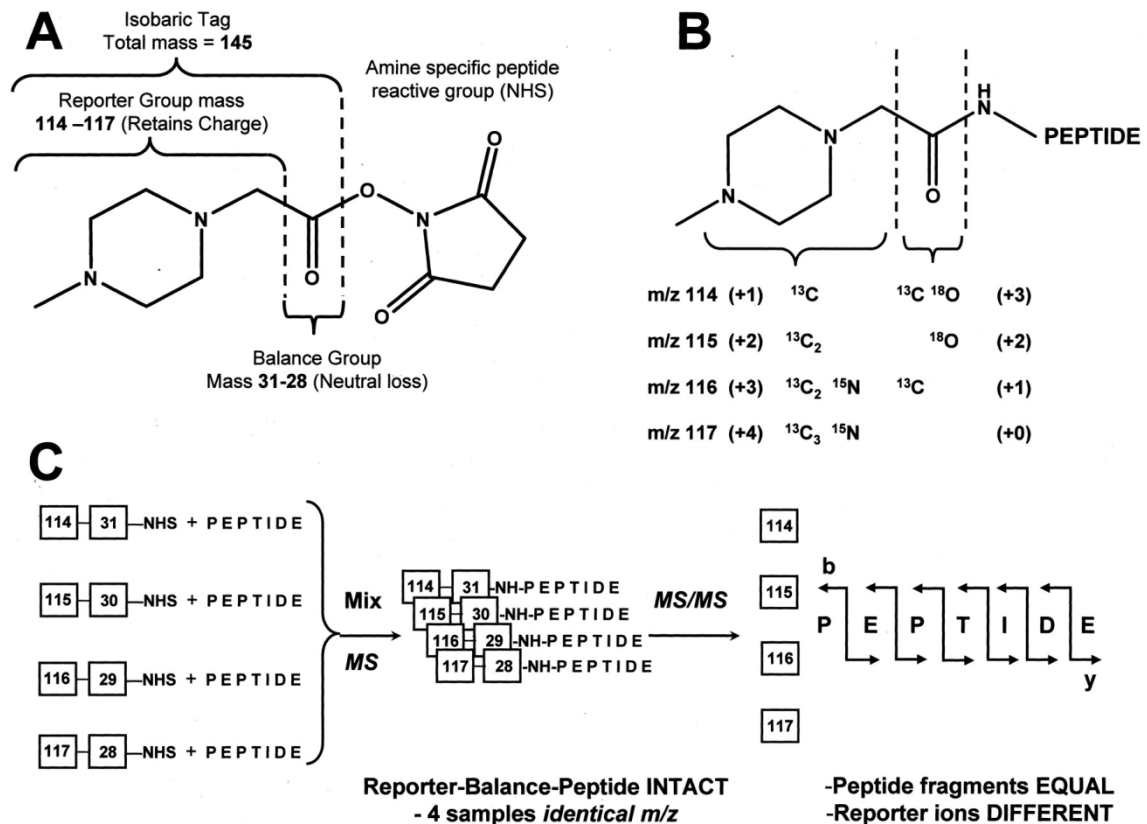 A
Isobaric Tag
Total mass = 145
Reporter Group mass
114 –117 (Retains Charge)
Amine specific peptide
reactive group (NHS)
N
N
O
O
N
O
O
Balance Group
Mass 31-28 (Neutral loss)
B
N
N
O
H
N
PEPTIDE
m/z 114 (+1) ¹³C ¹³C ¹⁸O (+3)
m/z 115 (+2) ¹³C₂ ¹⁸O (+2)
m/z 116 (+3) ¹³C₂ ¹⁵N ¹³C (+1)
m/z 117 (+4) ¹³C₃ ¹⁵N (+0)
C
114 31 NHS + PEPTIDE
115 30 NHS + PEPTIDE
116 29 NHS + PEPTIDE
117 28 NHS + PEPTIDE
Mix
MS
114 31 -NH-PEPTIDE
115 30 -NH-PEPTIDE
116 29 -NH-PEPTIDE
117 28 -NH-PEPTIDE
Reporter-Balance-Peptide INTACT
- 4 samples identical m/z
MS/MS
114
115
116
117
b
P E P T I D E
y
-Peptide fragments EQUAL
-Reporter ions DIFFERENT